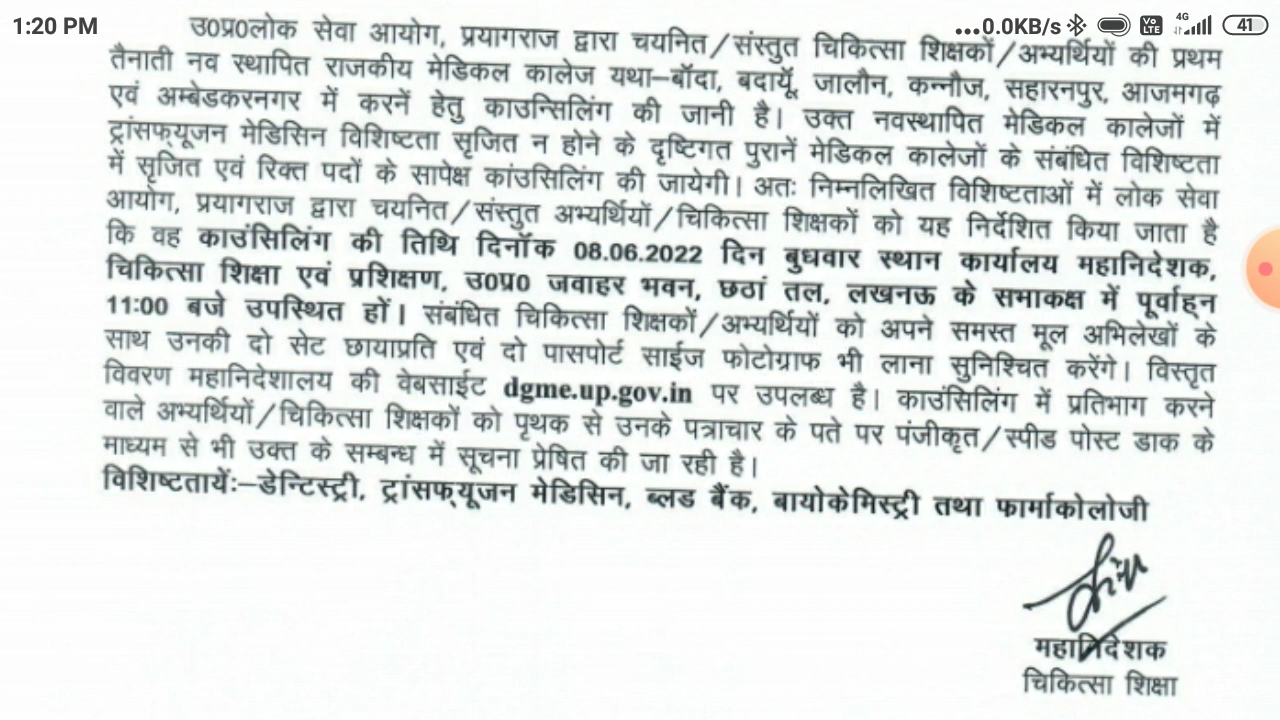 1:20 PM ...0.0KB/s Vo LTE 4G 41
उ0प्र0लोक सेवा आयोग, प्रयागराज द्वारा चयनित/संस्तुत चिकित्सा शिक्षकों/अभ्यर्थियों की प्रथम
तैनाती नव स्थापित राजकीय मेडिकल कालेज यथा–बॉदा, बदायूँ, जालौन, कन्नौज, सहारनपुर, आजमगढ़
एवं अम्बेडकरनगर में करनें हेतु काउन्सिलिंग की जानी है। उक्त नवस्थापित मेडिकल कालेजों में
ट्रांसफ्यूजन मेडिसिन विशिष्टता सृजित न होने के दृष्टिगत पुरानें मेडिकल कालेजों के संबंधित विशिष्टता
में सृजित एवं रिक्त पदों के सापेक्ष कांउसिलिंग की जायेगी। अतः निम्नलिखित विशिष्टताओं में लोक सेवा
आयोग, प्रयागराज द्वारा चयनित/संस्तुत अभ्यर्थियों/चिकित्सा शिक्षकों को यह निर्देशित किया जाता है
कि वह काउंसिलिंग की तिथि दिनॉक 08.06.2022 दिन बुधवार स्थान कार्यालय महानिदेशक,
चिकित्सा शिक्षा एवं प्रशिक्षण, उ0प्र0 जवाहर भवन, छठां तल, लखनऊ के समाकक्ष में पूर्वाहन
11:00 बजे उपस्थित हों। संबंधित चिकित्सा शिक्षकों/अभ्यर्थियों को अपने समस्त मूल अभिलेखों के
साथ उनकी दो सेट छायाप्रति एवं दो पासपोर्ट साईज फोटोग्राफ भी लाना सुनिश्चित करेंगे। विस्तृत
विवरण महानिदेशालय की वेबसाईट dgme.up.gov.in पर उपलब्ध है। काउंसिलिंग में प्रतिभाग करने
वाले अभ्यर्थियों/चिकित्सा शिक्षकों को पृथक से उनके पत्राचार के पते पर पंजीकृत/स्पीड पोस्ट डाक के
माध्यम से भी उक्त के सम्बन्ध में सूचना प्रेषित की जा रही है।
विशिष्टतायेंः–डेन्टिस्ट्री, ट्रांसफ्यूजन मेडिसिन, ब्लड बैंक, बायोकेमिस्ट्री तथा फार्माकोलोजी
महानिदेशक
चिकित्सा शिक्षा